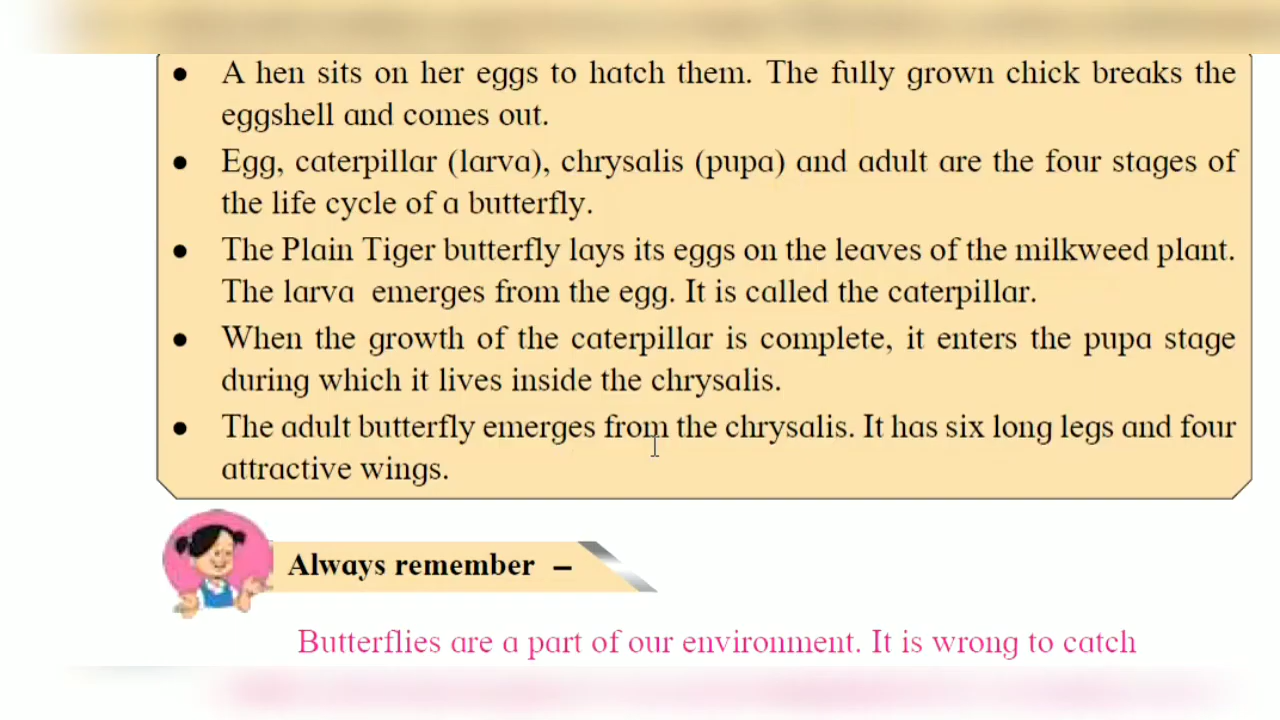 ● A hen sits on her eggs to hatch them. The fully grown chick breaks the
eggshell and comes out.
● Egg, caterpillar (larva), chrysalis (pupa) and adult are the four stages of
the life cycle of a butterfly.
● The Plain Tiger butterfly lays its eggs on the leaves of the milkweed plant.
The larva emerges from the egg. It is called the caterpillar.
● When the growth of the caterpillar is complete, it enters the pupa stage
during which it lives inside the chrysalis.
● The adult butterfly emerges from the chrysalis. It has six long legs and four
attractive wings.
Always remember –
Butterflies are a part of our environment. It is wrong to catch